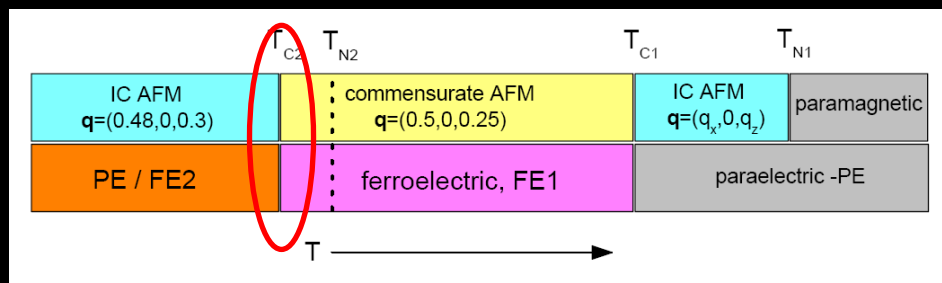 T_C2 T_N2 T_C1 T_N1
IC AFM
q=(0.48,0,0.3)
commensurate AFM
q=(0.5,0,0.25)
IC AFM
q=(q_x,0,q_z)
paramagnetic
PE / FE2
ferroelectric, FE1
paraelectric -PE
T